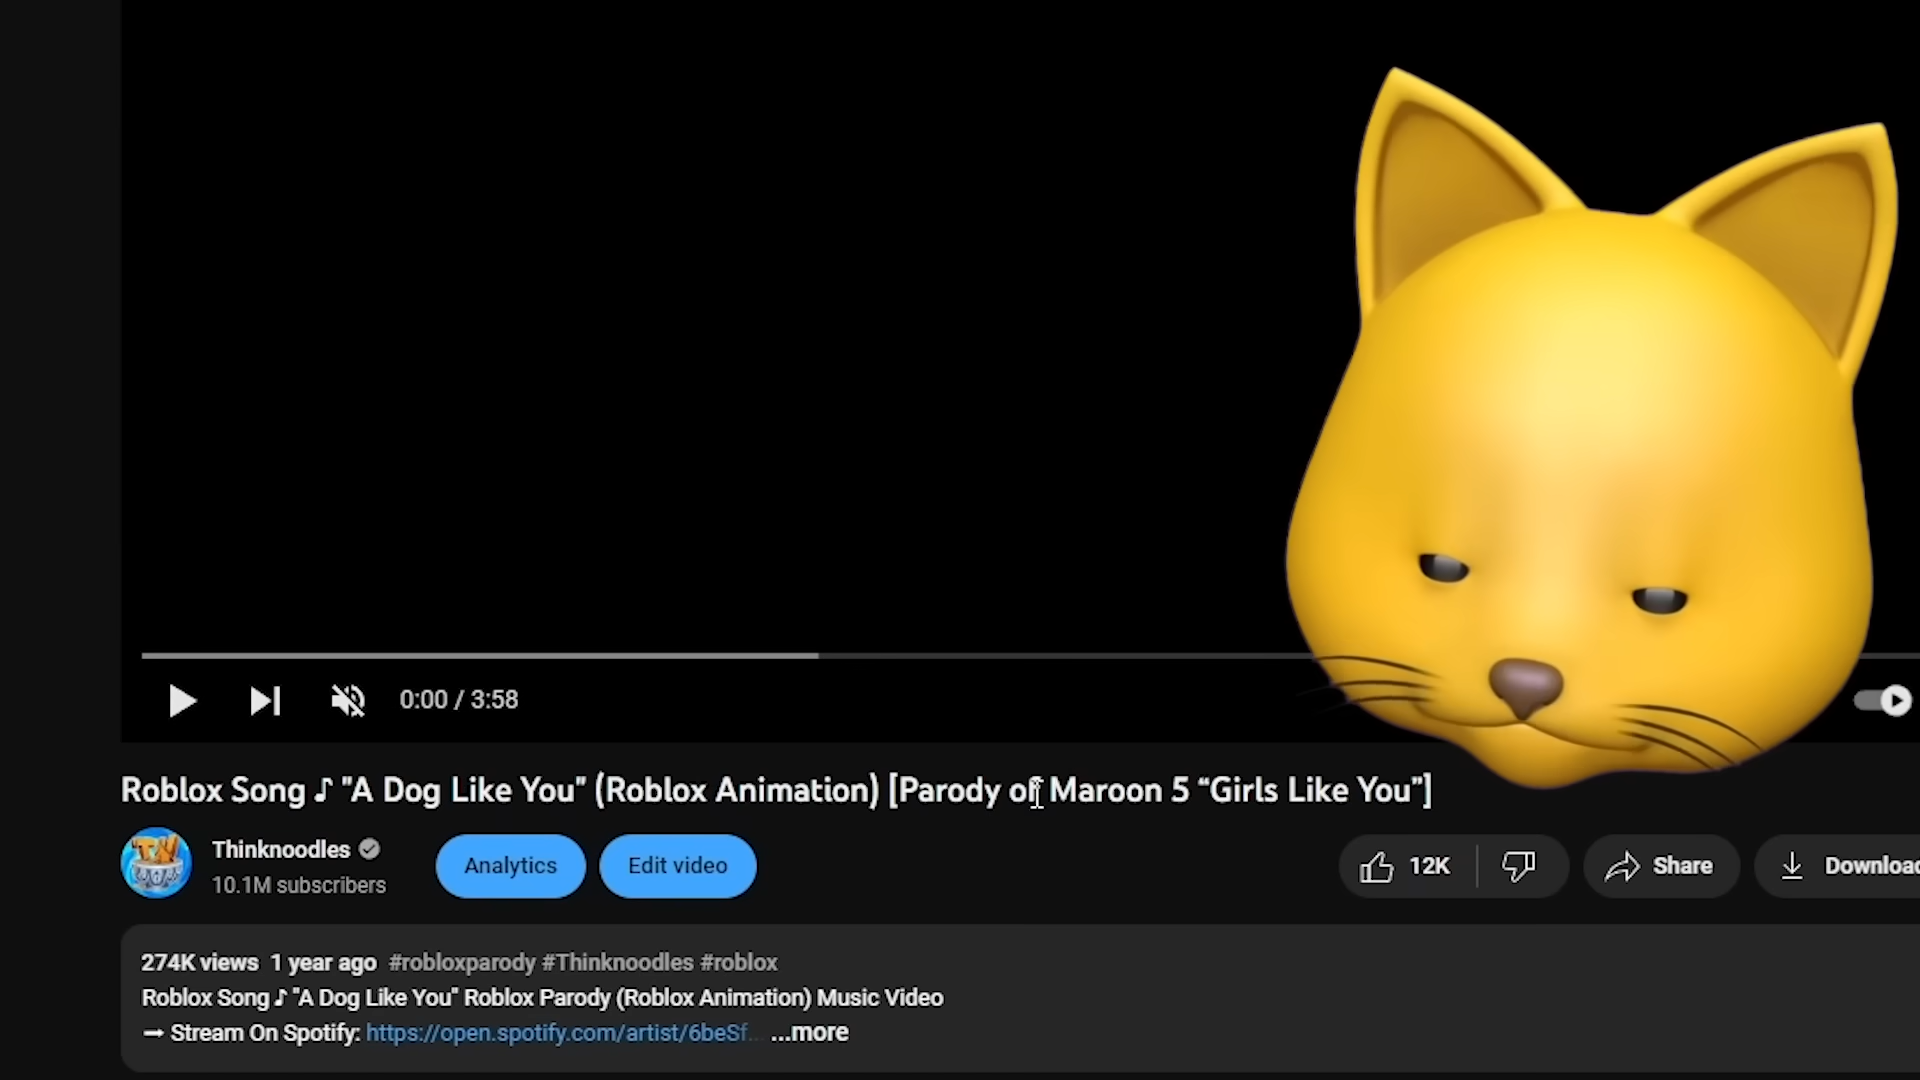 0:00 / 3:58
Roblox Song ♪ "A Dog Like You" (Roblox Animation) [Parody of Maroon 5 “Girls Like You”]
Thinknoodles
10.1M subscribers
Analytics
Edit video
12K
Share
Download
274K views 1 year ago #robloxparody #Thinknoodles #roblox
Roblox Song ♪ "A Dog Like You" Roblox Parody (Roblox Animation) Music Video
→ Stream On Spotify: https://open.spotify.com/artist/6beSf... ...more